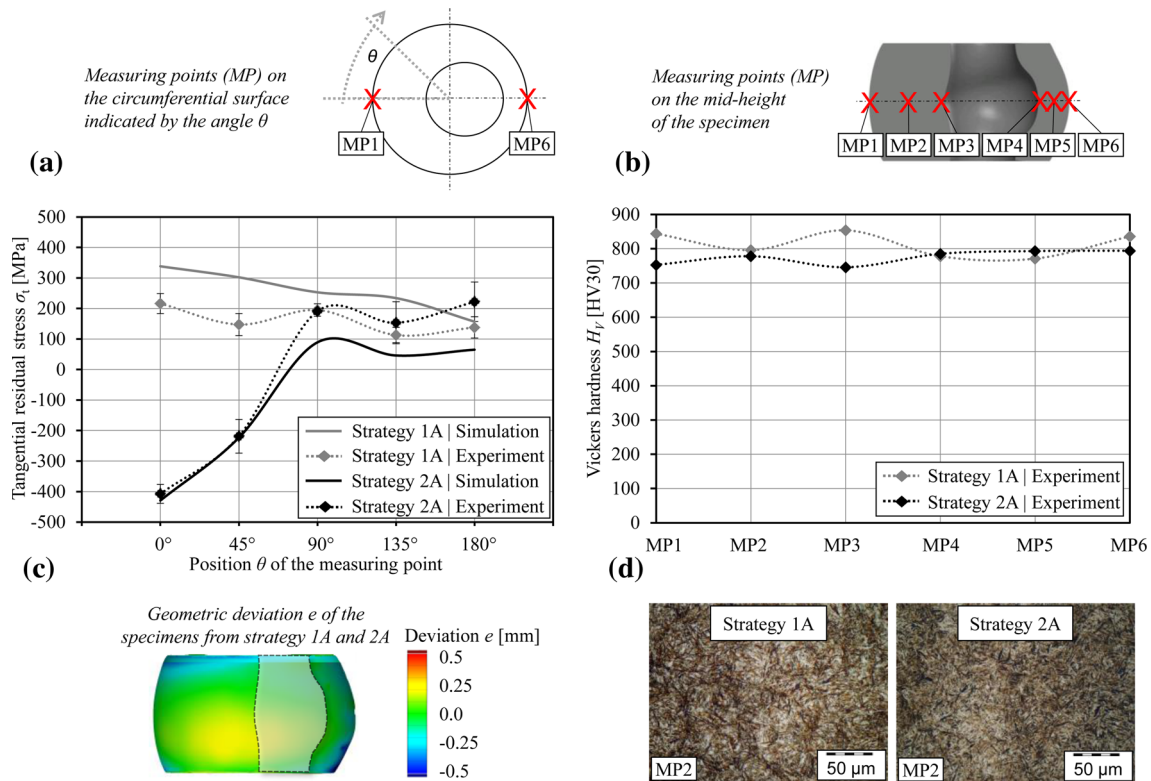 Measuring points (MP) on
the circumferential surface
indicated by the angle θ
θ
MP1
MP6
(a)
Measuring points (MP)
on the mid-height
of the specimen
MP1 MP2 MP3 MP4 MP5 MP6
(b)
Tangential residual stress σt [MPa]
500
400
300
200
100
0
-100
-200
-300
-400
-500
Strategy 1A | Simulation
Strategy 1A | Experiment
Strategy 2A | Simulation
Strategy 2A | Experiment
0° 45° 90° 135° 180°
Position θ of the measuring point
(c)
Vickers hardness HV [HV30]
900
800
700
600
500
400
300
200
100
0
Strategy 1A | Experiment
Strategy 2A | Experiment
MP1 MP2 MP3 MP4 MP5 MP6
(d)
Geometric deviation e of the
specimens from strategy 1A and 2A
Deviation e [mm]
0.5
0.25
0.0
-0.25
-0.5
Strategy 1A
MP2
50 µm
Strategy 2A
MP2
50 µm